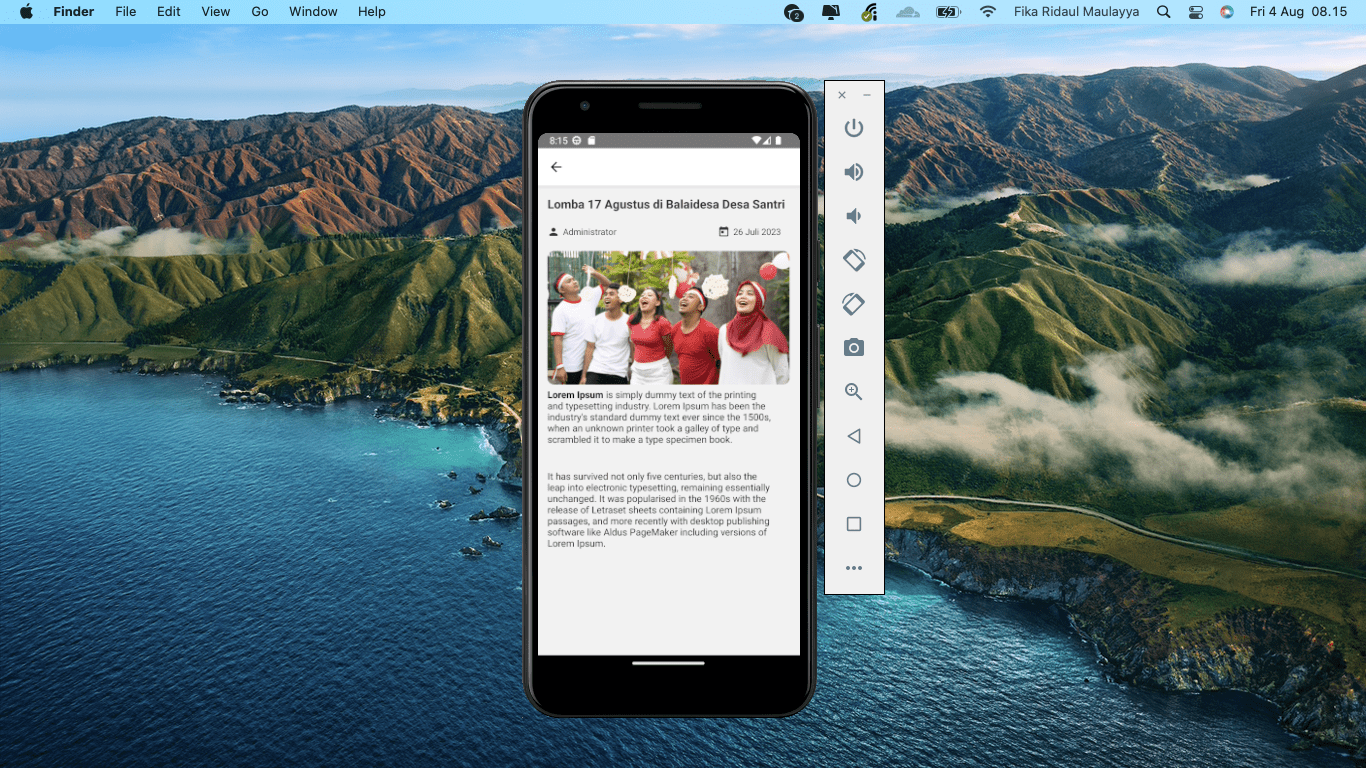 Finder File Edit View Go Window Help 2 Fika Ridaul Maulayya Fri 4 Aug 08.15
8:15
Lomba 17 Agustus di Balaidesa Desa Santri
Administrator 26 Juli 2023
Lorem Ipsum is simply dummy text of the printing
and typesetting industry. Lorem Ipsum has been the
industry's standard dummy text ever since the 1500s,
when an unknown printer took a galley of type and
scrambled it to make a type specimen book.
It has survived not only five centuries, but also the
leap into electronic typesetting, remaining essentially
unchanged. It was popularised in the 1960s with the
release of Letraset sheets containing Lorem Ipsum
passages, and more recently with desktop publishing
software like Aldus PageMaker including versions of
Lorem Ipsum.